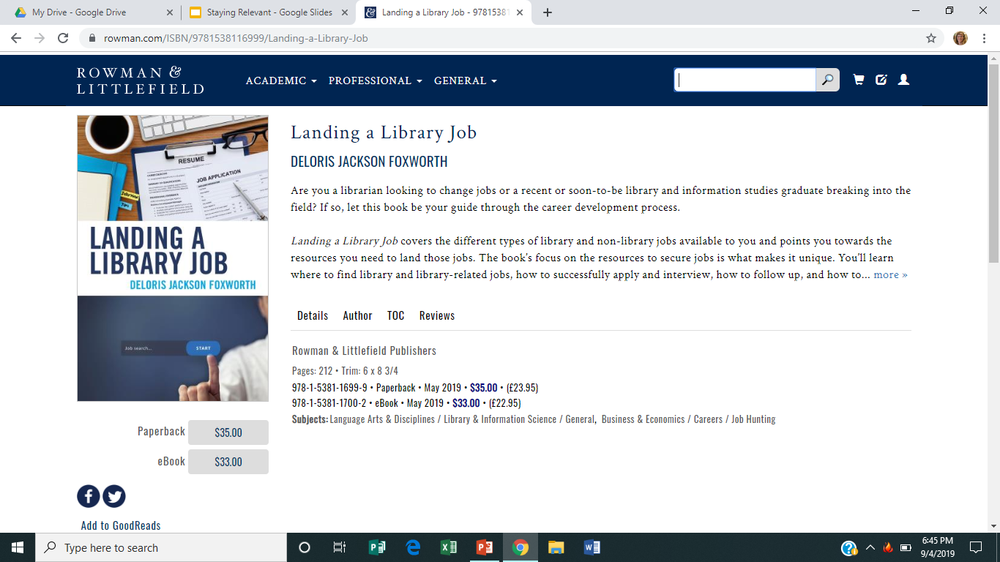 My Drive - Google Drive
Staying Relevant - Google Slides
Landing a Library Job - 97815381
rowman.com/ISBN/9781538116999/Landing-a-Library-Job
ROWMAN &
LITTLEFIELD
ACADEMIC
PROFESSIONAL
GENERAL
RESUME
JOB APPLICATION
LANDING A
LIBRARY JOB
DELORIS JACKSON FOXWORTH
Job search...
START
Landing a Library Job
DELORIS JACKSON FOXWORTH
Are you a librarian looking to change jobs or a recent or soon-to-be library and information studies graduate breaking into the
field? If so, let this book be your guide through the career development process.
Landing a Library Job covers the different types of library and non-library jobs available to you and points you towards the
resources you need to land those jobs. The book's focus on the resources to secure jobs is what makes it unique. You'll learn
where to find library and library-related jobs, how to successfully apply and interview, how to follow up, and how to... more »
Details Author TOC Reviews
Rowman & Littlefield Publishers
Pages: 212 • Trim: 6 x 8 3/4
978-1-5381-1699-9 • Paperback • May 2019 • $35.00 • (£23.95)
978-1-5381-1700-2 • eBook • May 2019 • $33.00 • (£22.95)
Subjects: Language Arts & Disciplines / Library & Information Science / General, Business & Economics / Careers / Job Hunting
Paperback $35.00
eBook $33.00
Add to GoodReads
Type here to search
6:45 PM
9/4/2019